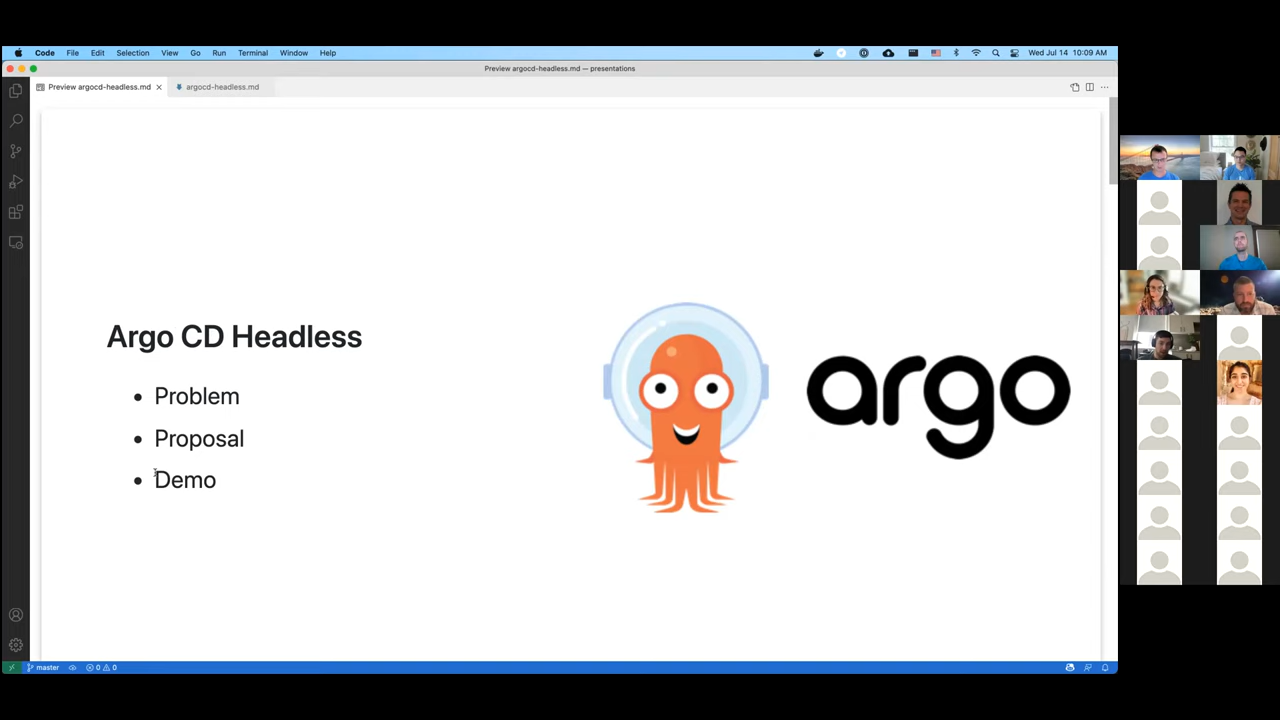 Code File Edit Selection View Go Run Terminal Window Help Wed Jul 14 10:09 AM
Preview argocd-headless.md — presentations
Preview argocd-headless.md argocd-headless.md
Argo CD Headless
• Problem
• Proposal
• Demo
argo
master 0 0